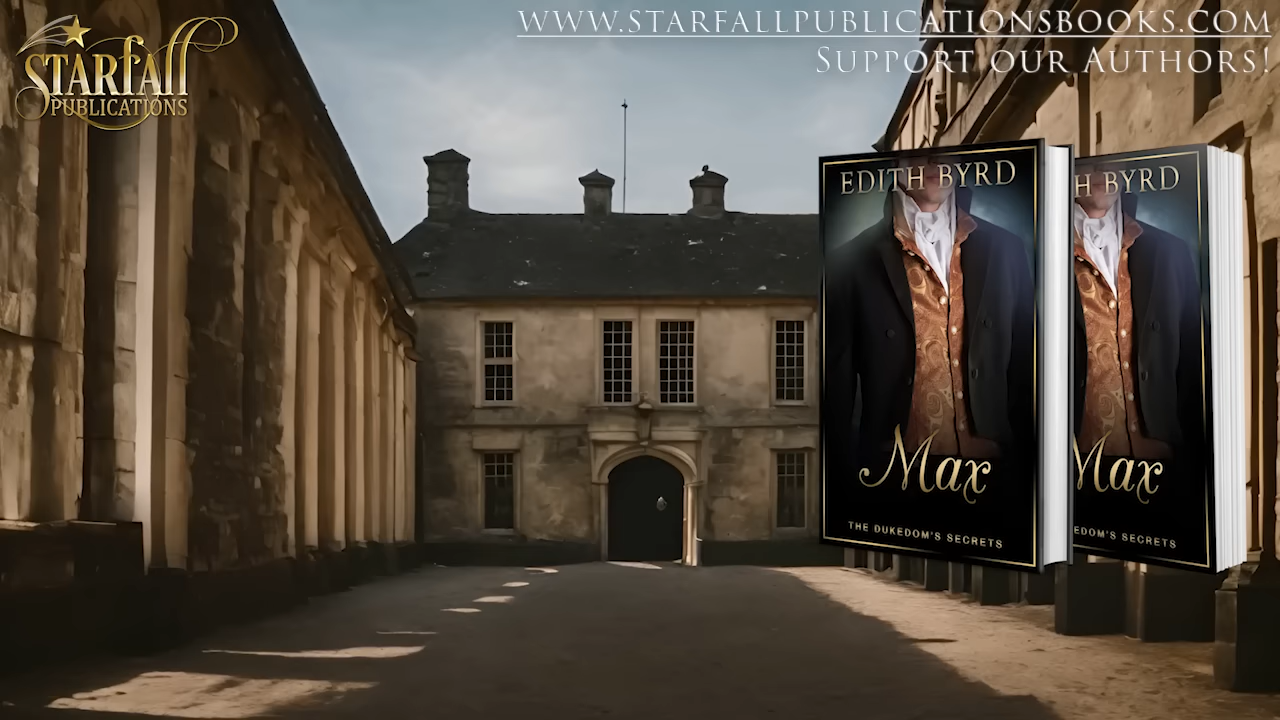 STARfall
PUBLICATIONS
WWW.STARFALLPUBLICATIONSBOOKS.COM
SUPPORT OUR AUTHORS!
EDITH BYRD
Max
THE DUKEDOM'S SECRETS
H BYRD
Max
EDOM'S SECRETS